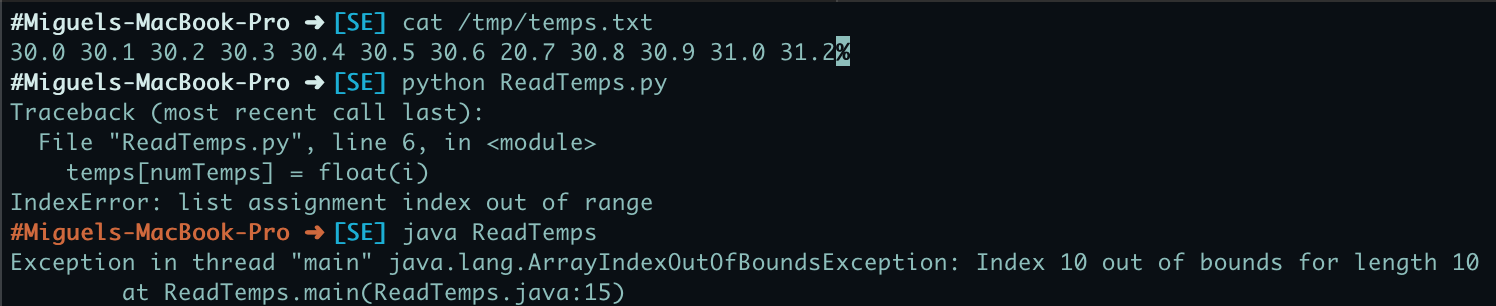 #Miguels-MacBook-Pro ➜ [SE] cat /tmp/temps.txt
30.0 30.1 30.2 30.3 30.4 30.5 30.6 20.7 30.8 30.9 31.0 31.2%
#Miguels-MacBook-Pro ➜ [SE] python ReadTemps.py
Traceback (most recent call last):
  File "ReadTemps.py", line 6, in <module>
    temps[numTemps] = float(i)
IndexError: list assignment index out of range
#Miguels-MacBook-Pro ➜ [SE] java ReadTemps
Exception in thread "main" java.lang.ArrayIndexOutOfBoundsException: Index 10 out of bounds for length 10
        at ReadTemps.main(ReadTemps.java:15)